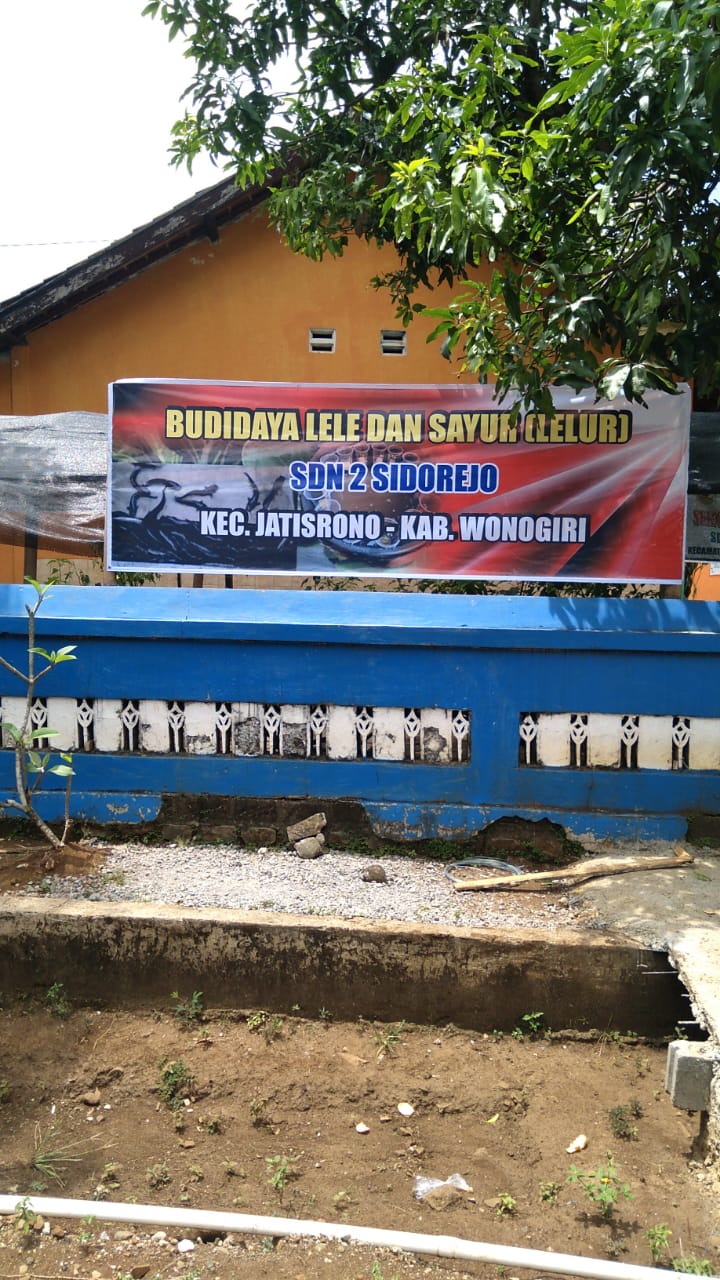 BUDIDAYA LELE DAN SAYUR (LELUR)
SDN 2 SIDOREJO
KEC. JATISRONO - KAB. WONOGIRI